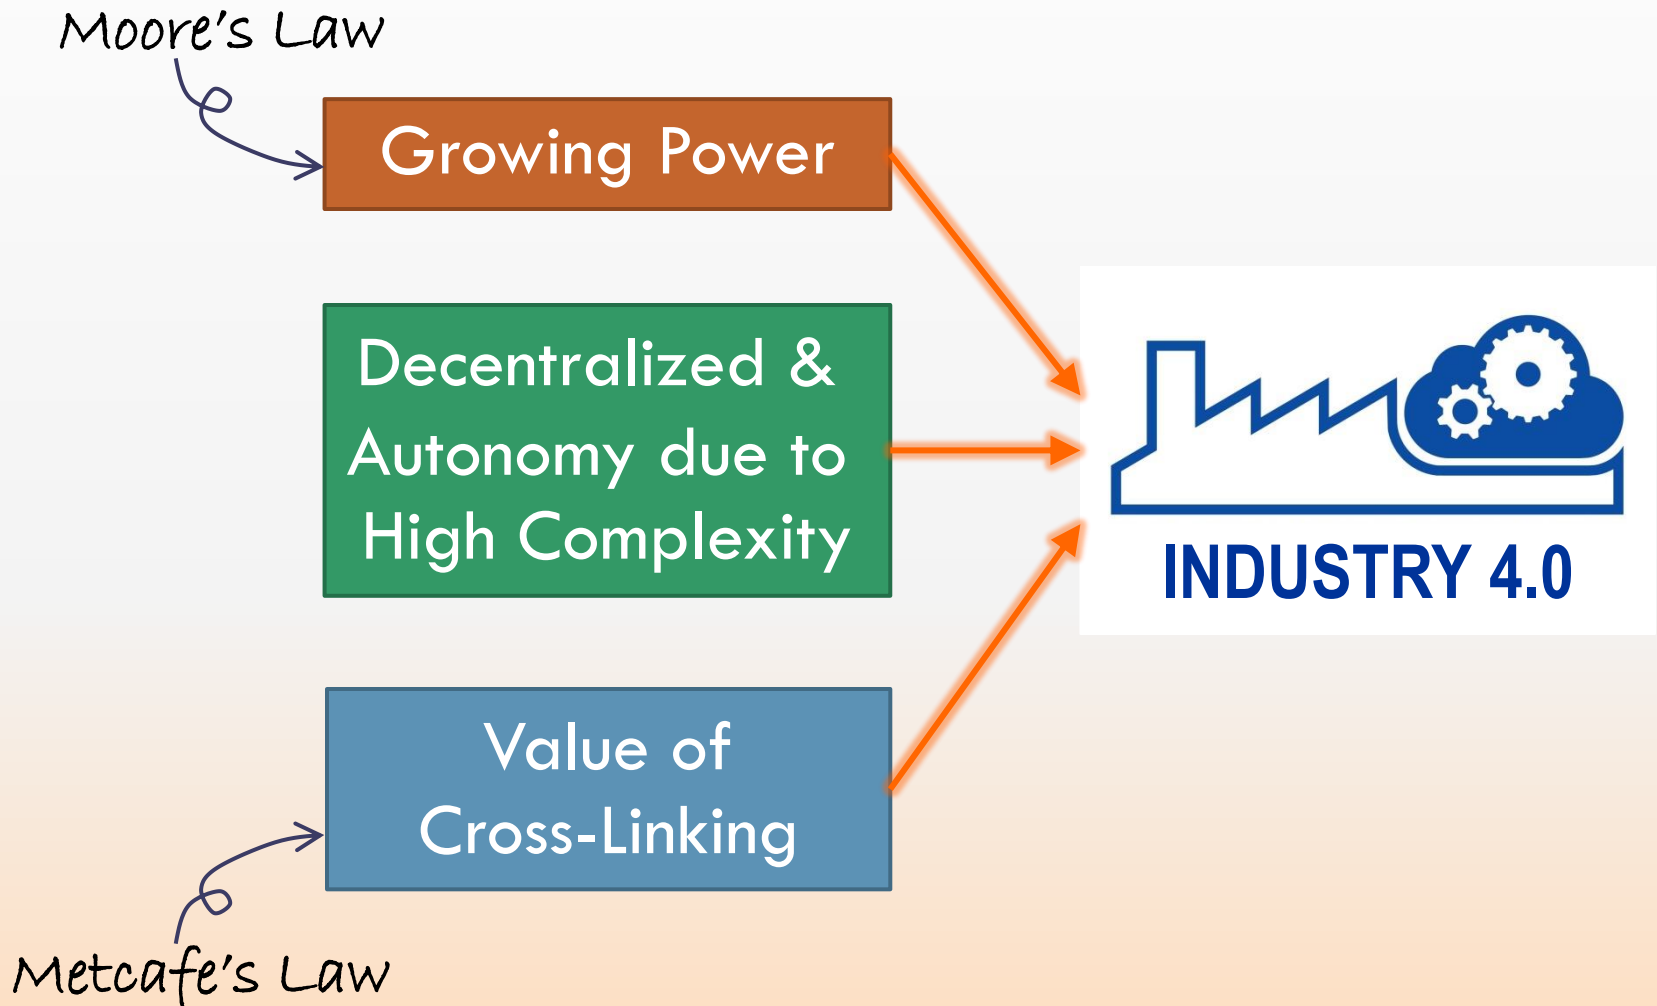 Moore's Law
Growing Power
Decentralized &
Autonomy due to
High Complexity
INDUSTRY 4.0
Value of
Cross-Linking
Metcafe's Law